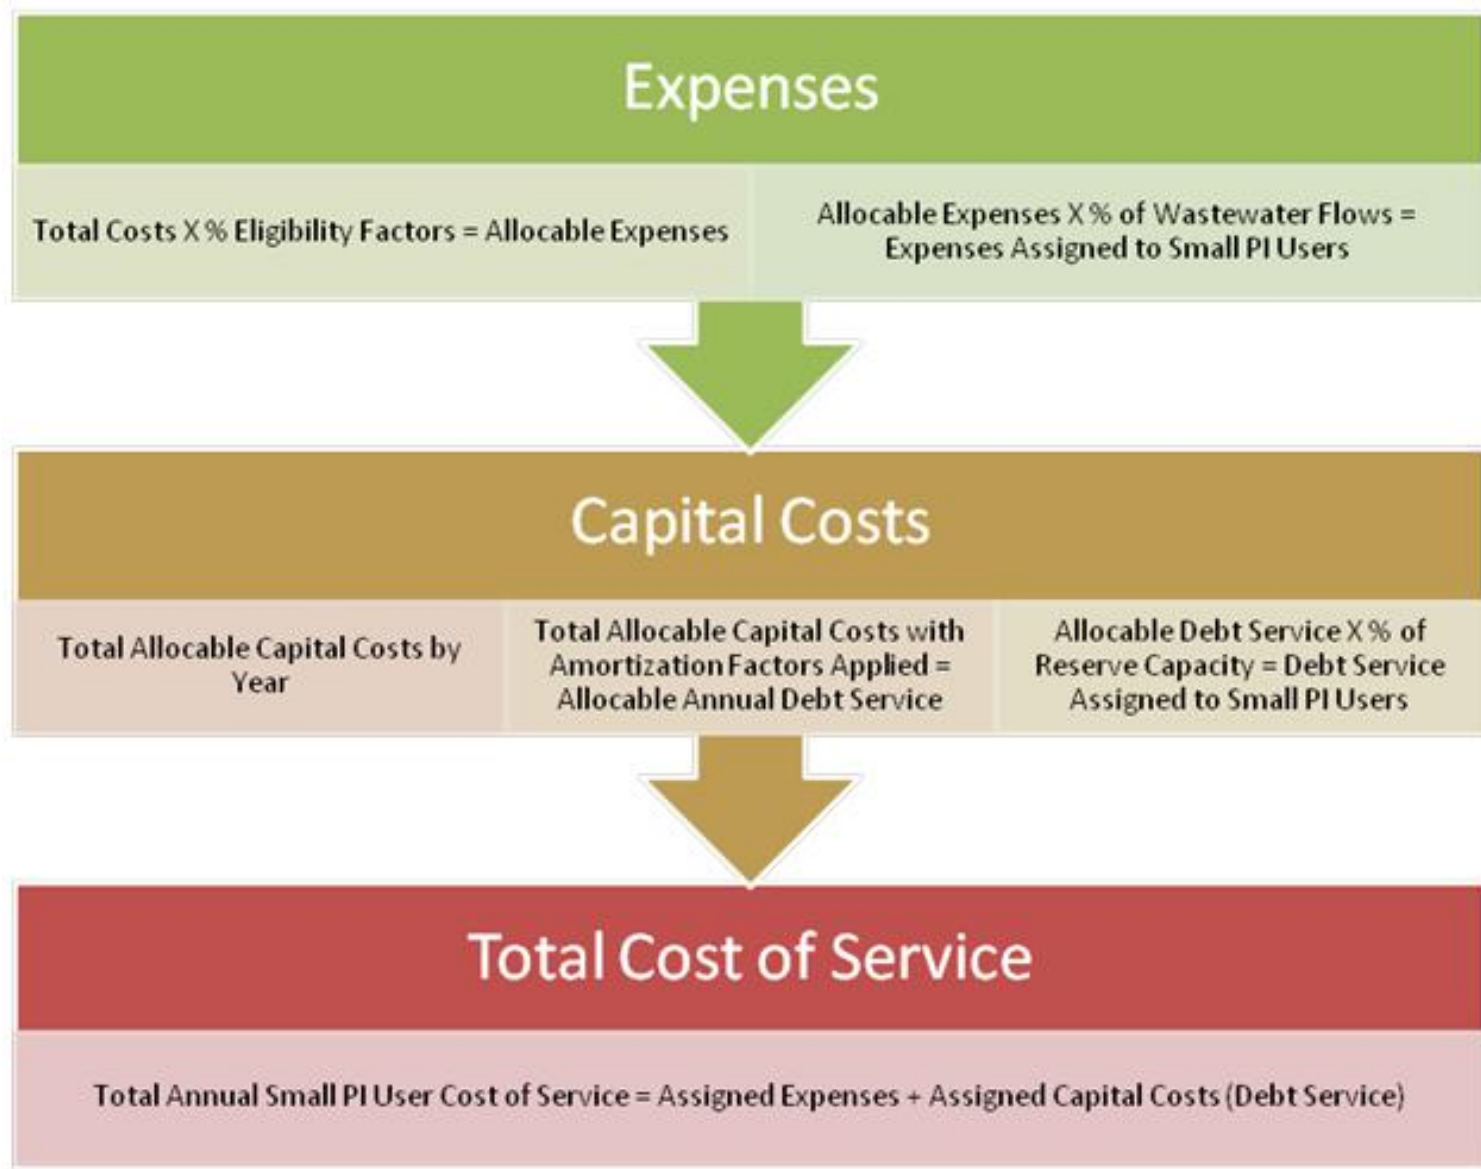 Expenses
Total Costs X % Eligibility Factors = Allocable Expenses
Allocable Expenses X % of Wastewater Flows =
Expenses Assigned to Small PI Users
Capital Costs
Total Allocable Capital Costs by
Year
Total Allocable Capital Costs with
Amortization Factors Applied =
Allocable Annual Debt Service
Allocable Debt Service X % of
Reserve Capacity = Debt Service
Assigned to Small PI Users
Total Cost of Service
Total Annual Small PI User Cost of Service = Assigned Expenses + Assigned Capital Costs (Debt Service)